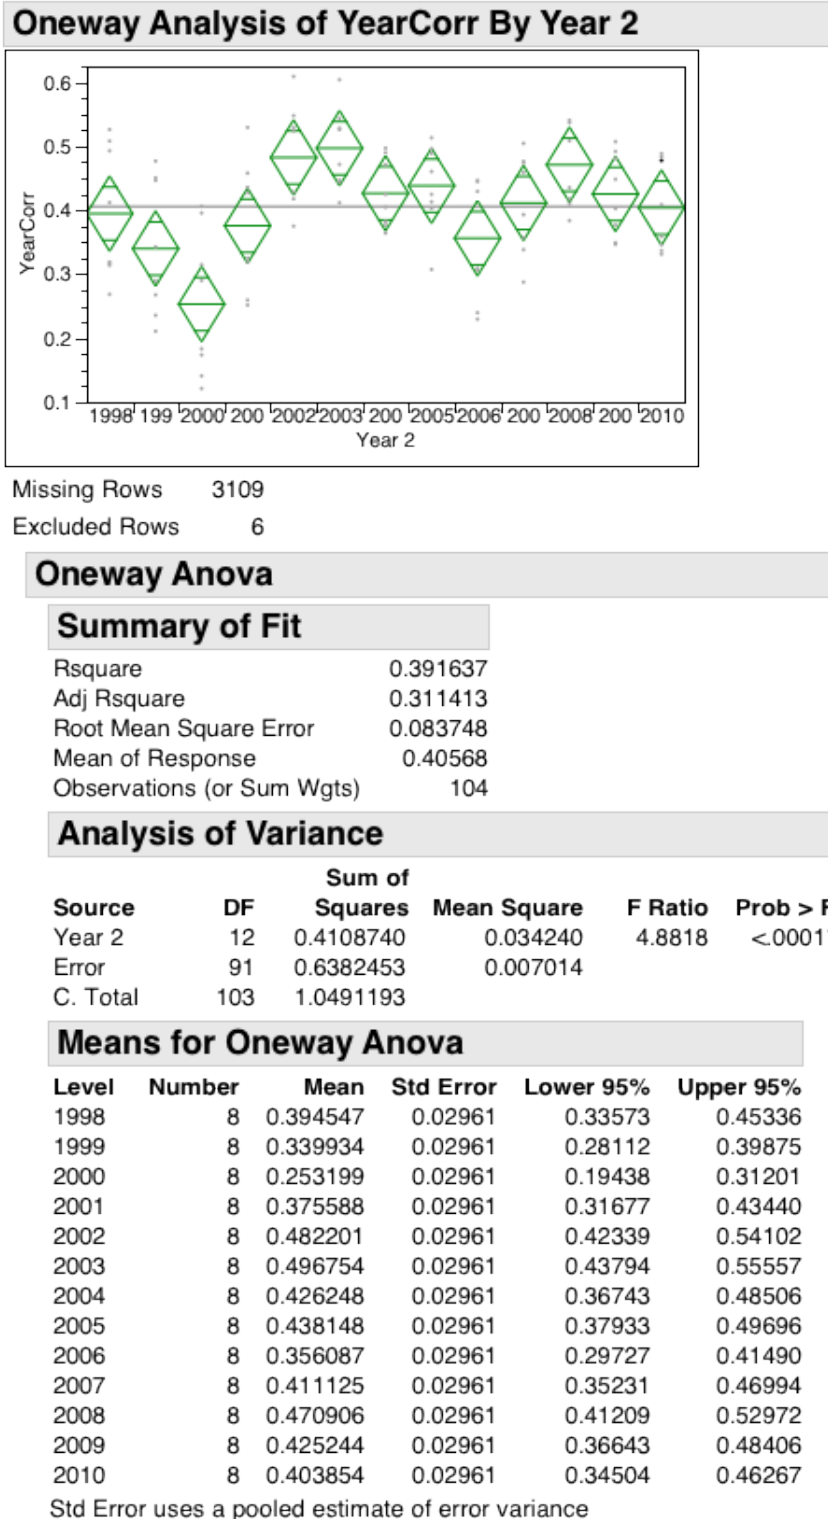 Oneway Analysis of YearCorr By Year 2
0.6
0.5
0.4
0.3
0.2
0.1
YearCorr
1998 199 2000 200 2002 2003 200 2005 2006 200 2008 200 2010
Year 2
Missing Rows 3109
Excluded Rows 6
Oneway Anova
Summary of Fit
Rsquare 0.391637
Adj Rsquare 0.311413
Root Mean Square Error 0.083748
Mean of Response 0.40568
Observations (or Sum Wgts) 104
Analysis of Variance
Sum of
Source DF Squares Mean Square F Ratio Prob > F
Year 2 12 0.4108740 0.034240 4.8818 <.0001
Error 91 0.6382453 0.007014
C. Total 103 1.0491193
Means for Oneway Anova
Level Number Mean Std Error Lower 95% Upper 95%
1998 8 0.394547 0.02961 0.33573 0.45336
1999 8 0.339934 0.02961 0.28112 0.39875
2000 8 0.253199 0.02961 0.19438 0.31201
2001 8 0.375588 0.02961 0.31677 0.43440
2002 8 0.482201 0.02961 0.42339 0.54102
2003 8 0.496754 0.02961 0.43794 0.55557
2004 8 0.426248 0.02961 0.36743 0.48506
2005 8 0.438148 0.02961 0.37933 0.49696
2006 8 0.356087 0.02961 0.29727 0.41490
2007 8 0.411125 0.02961 0.35231 0.46994
2008 8 0.470906 0.02961 0.41209 0.52972
2009 8 0.425244 0.02961 0.36643 0.48406
2010 8 0.403854 0.02961 0.34504 0.46267
Std Error uses a pooled estimate of error variance